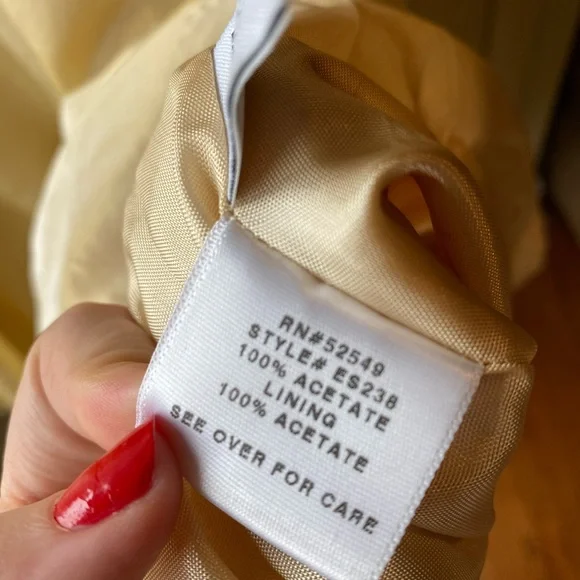 RN#52549
STYLE# ES238
100% ACETATE
LINING
100% ACETATE
SEE OVER FOR CARE